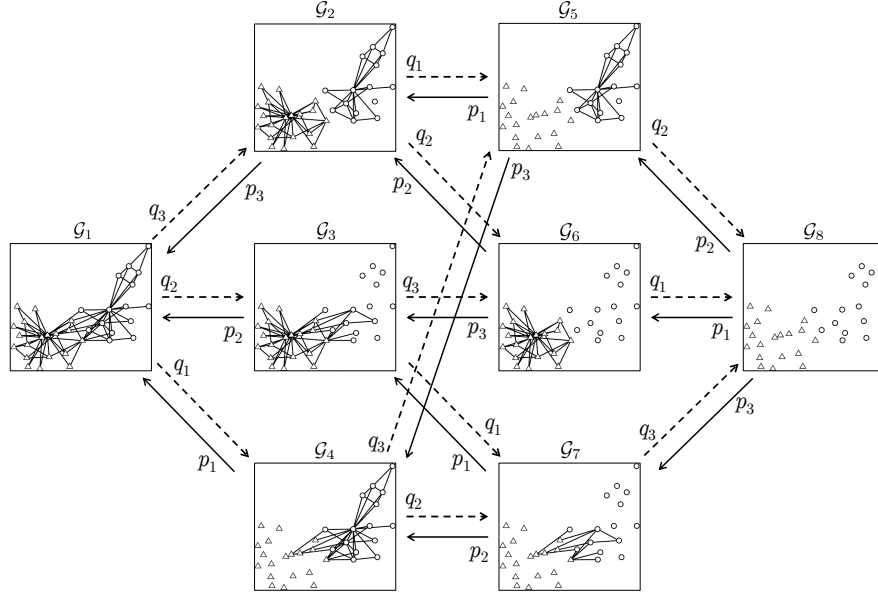 𝒢₂
𝒢₅
q₁
p₁
q₂
p₂
q₂
p₃
p₂
q₃
p₃
𝒢₁
𝒢₃
𝒢₆
𝒢₈
q₂
p₂
q₃
p₃
q₁
p₁
q₁
p₁
q₃
q₁
p₁
q₃
p₃
𝒢₄
𝒢₇
q₂
p₂